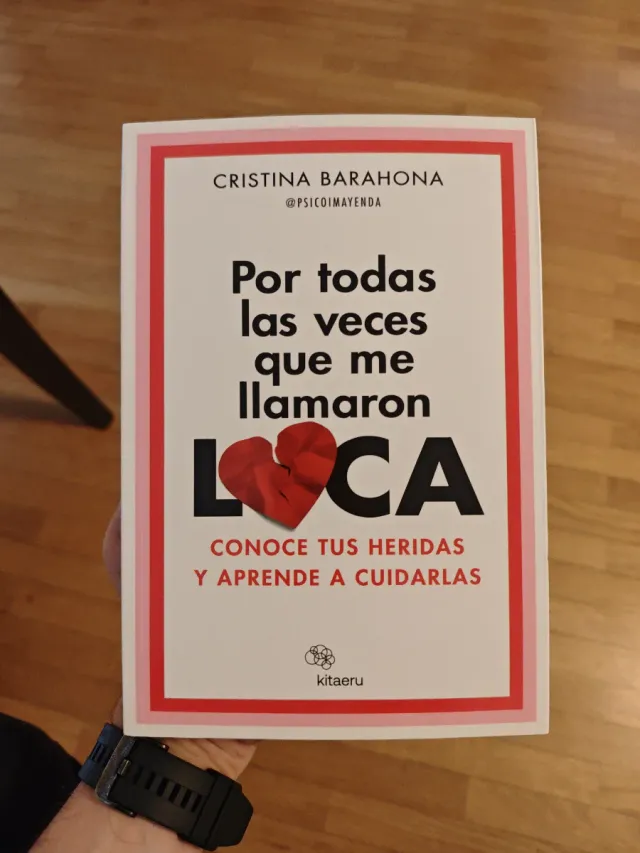 CRISTINA BARAHONA
@PSICOIMAYENDA
Por todas
las veces
que me
llamaron
LOCA
CONOCE TUS HERIDAS
Y APRENDE A CUIDARLAS
kitaeru